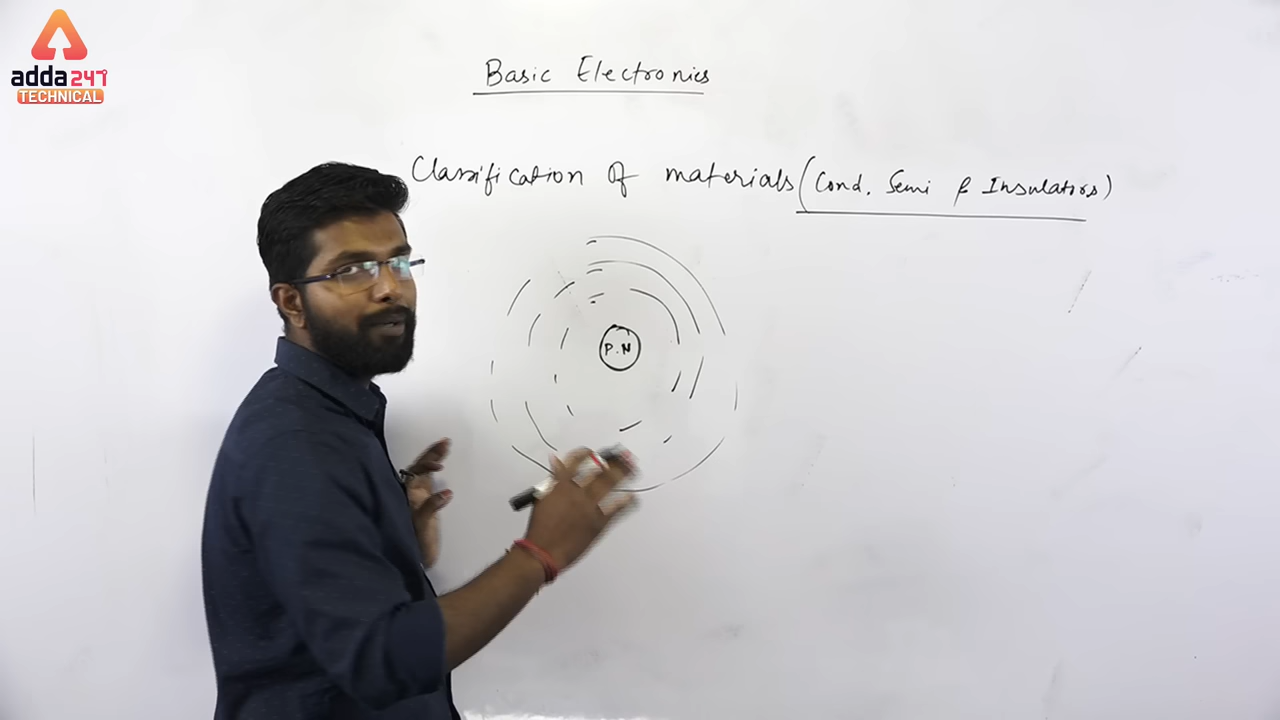 adda247
TECHNICAL
Basic Electronics
Classification of materials (Cond. Semi & Insulators)
P.N